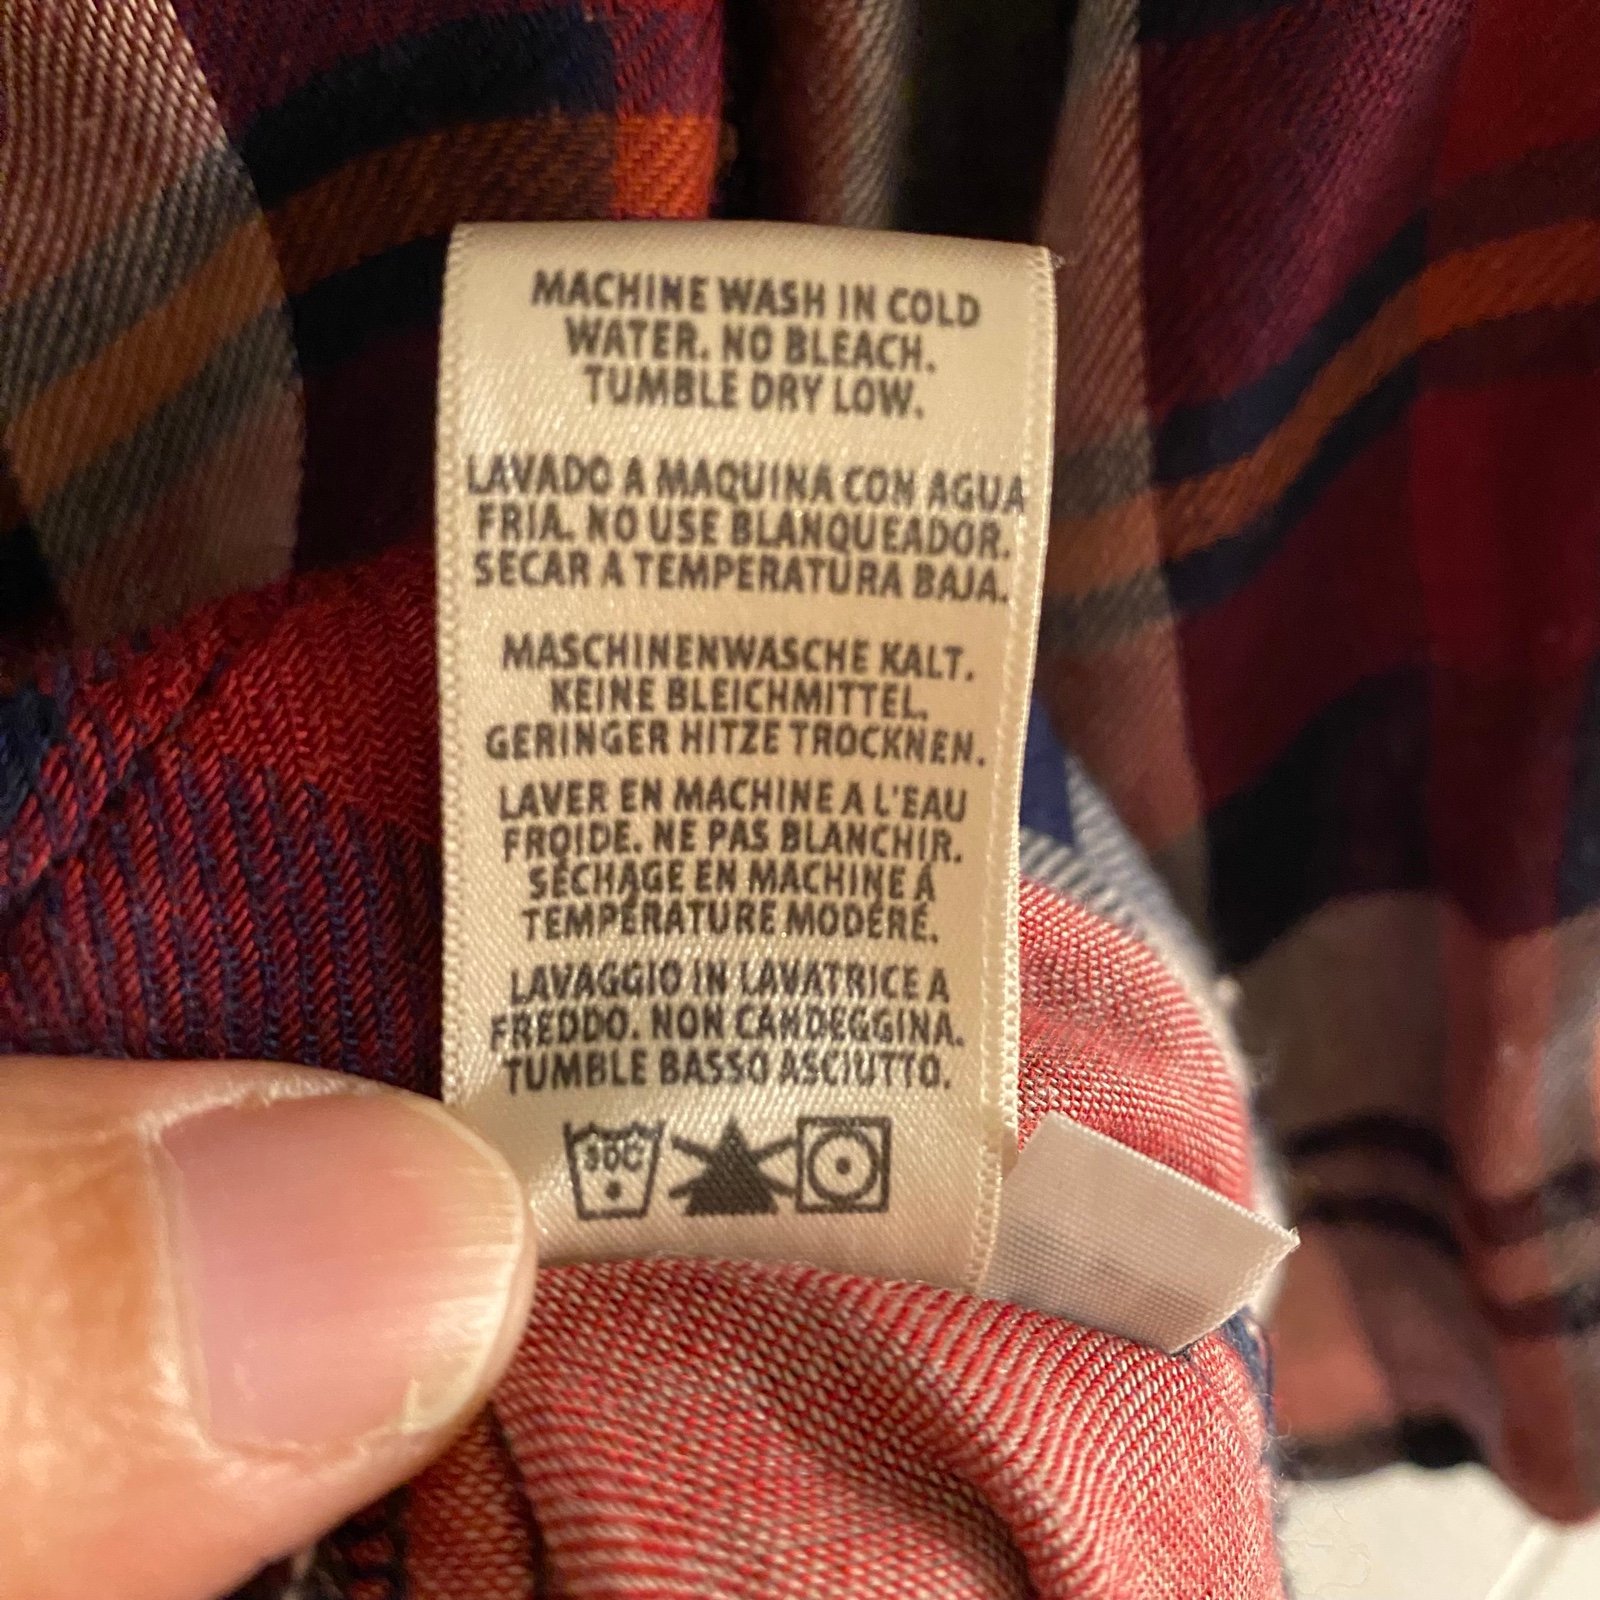 MACHINE WASH IN COLD
WATER. NO BLEACH.
TUMBLE DRY LOW.
LAVADO A MAQUINA CON AGUA
FRIA. NO USE BLANQUEADOR.
SECAR A TEMPERATURA BAJA.
MASCHINENWASCHE KALT.
KEINE BLEICHMITTEL.
GERINGER HITZE TROCKNEN.
LAVER EN MACHINE A L'EAU
FROIDE. NE PAS BLANCHIR.
SÉCHAGE EN MACHINE À
TEMPÉRATURE MODÉRÉ.
LAVAGGIO IN LAVATRICE A
FREDDO. NON CANDEGGINA.
TUMBLE BASSO ASCIUTTO.
30C